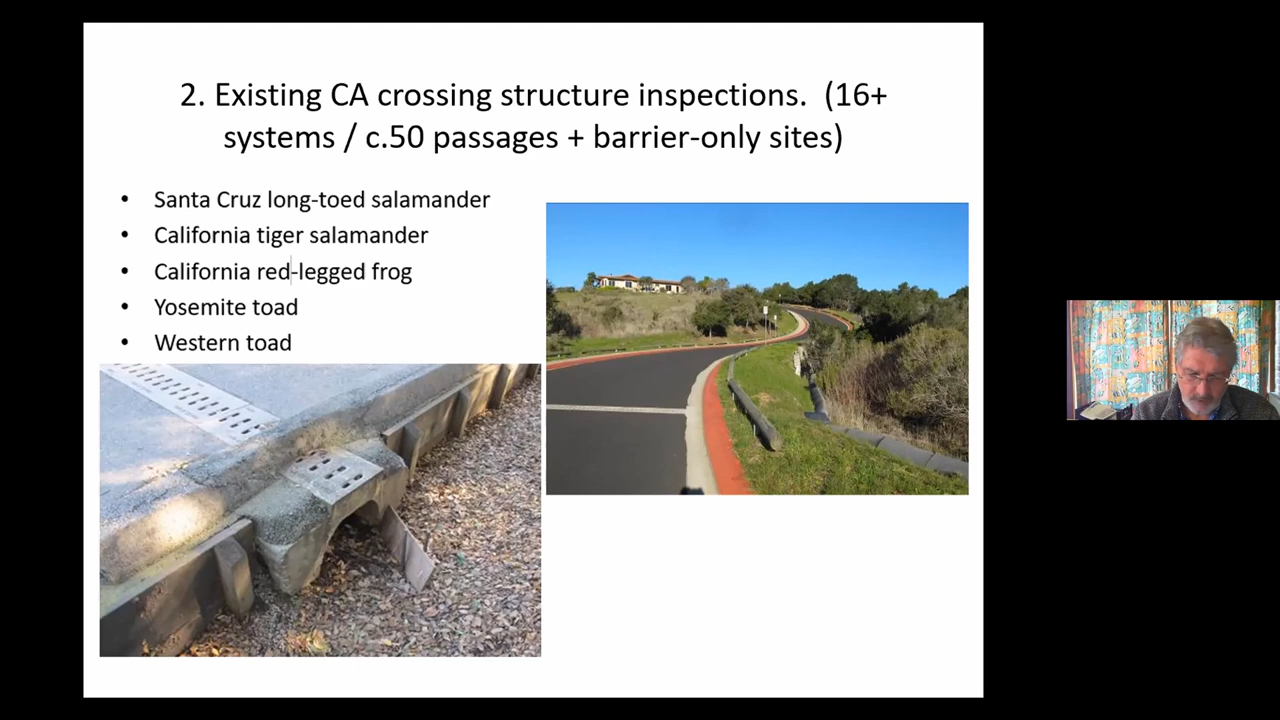 2. Existing CA crossing structure inspections.  (16+
systems / c.50 passages + barrier-only sites)
• Santa Cruz long-toed salamander
• California tiger salamander
• California red-legged frog
• Yosemite toad
• Western toad